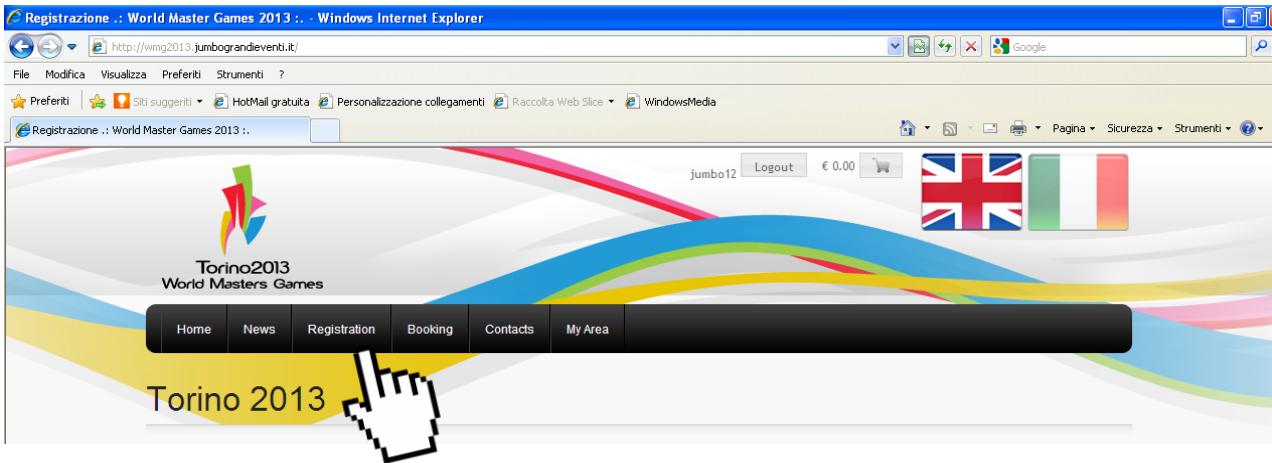 Registrazione .: World Master Games 2013 :. - Windows Internet Explorer
http://wmg2013.jumbograndieventi.it/
Google
File Modifica Visualizza Preferiti Strumenti ?
Preferiti Siti suggeriti HotMail gratuita Personalizzazione collegamenti Raccolta Web Slice WindowsMedia
Registrazione .: World Master Games 2013 :.
Pagina Sicurezza Strumenti
jumbo12 Logout € 0.00
Torino2013
World Masters Games
Home News Registration Booking Contacts My Area
Torino 2013